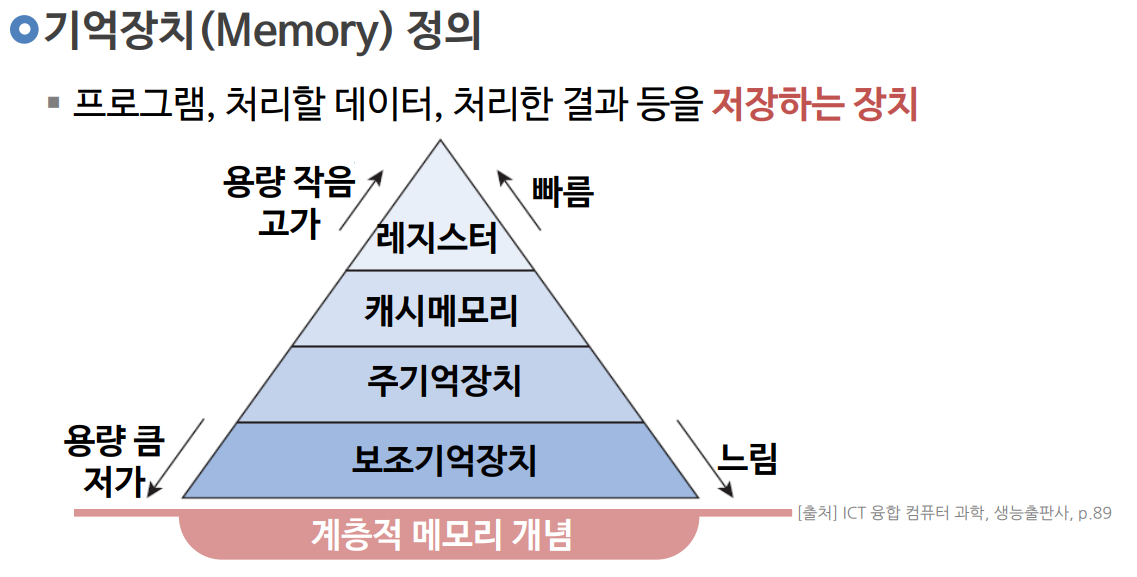 기억장치(Memory) 정의
▪ 프로그램, 처리할 데이터, 처리한 결과 등을 저장하는 장치
용량 작음
고가
빠름
레지스터
캐시메모리
주기억장치
보조기억장치
용량 큼
저가
느림
[출처] ICT 융합 컴퓨터 과학, 생능출판사, p.89
계층적 메모리 개념